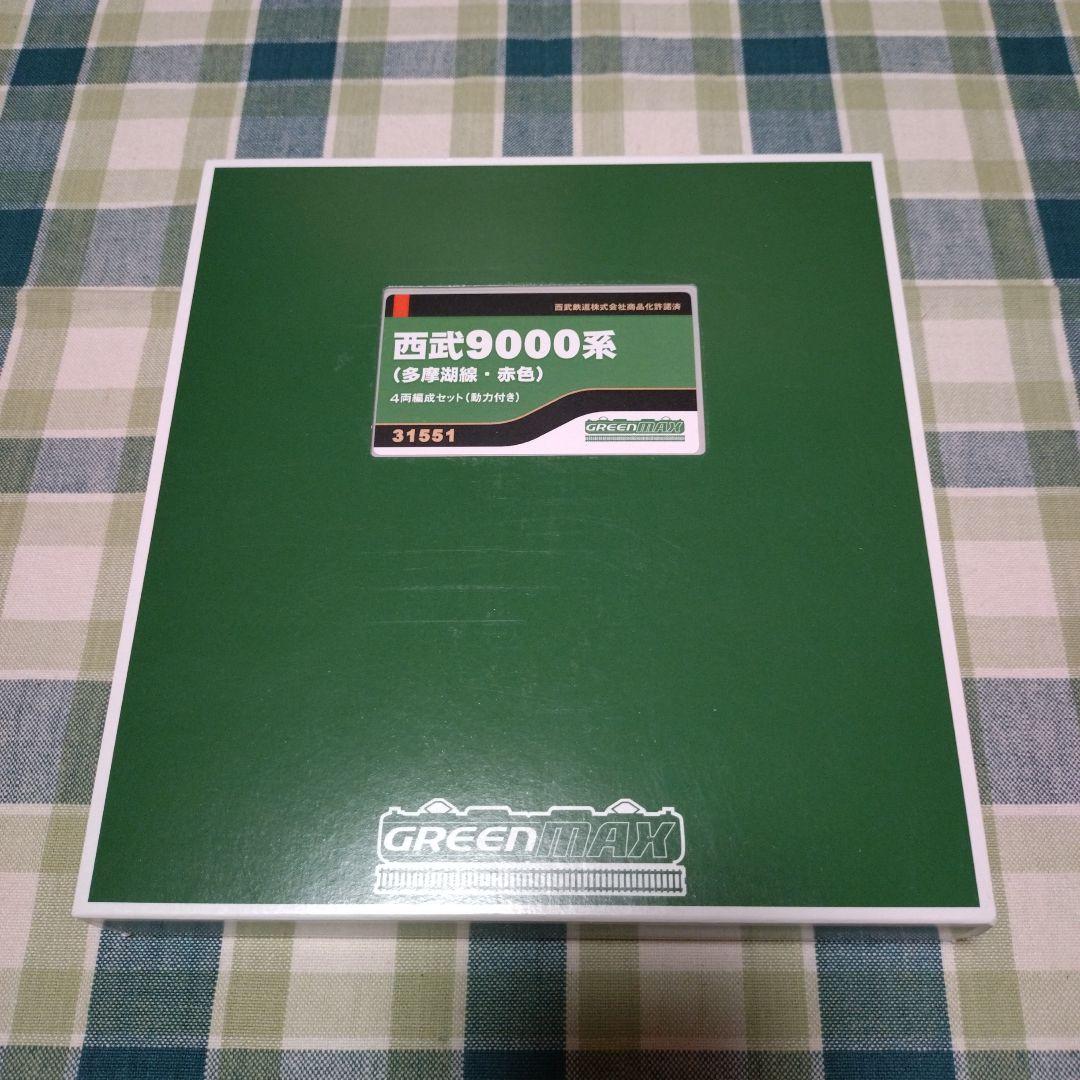 西武鉄道株式会社商品化許諾済
西武9000系
(多摩湖線・赤色)
4両編成セット(動力付き)
31551
GREENMAX
GREENMAX